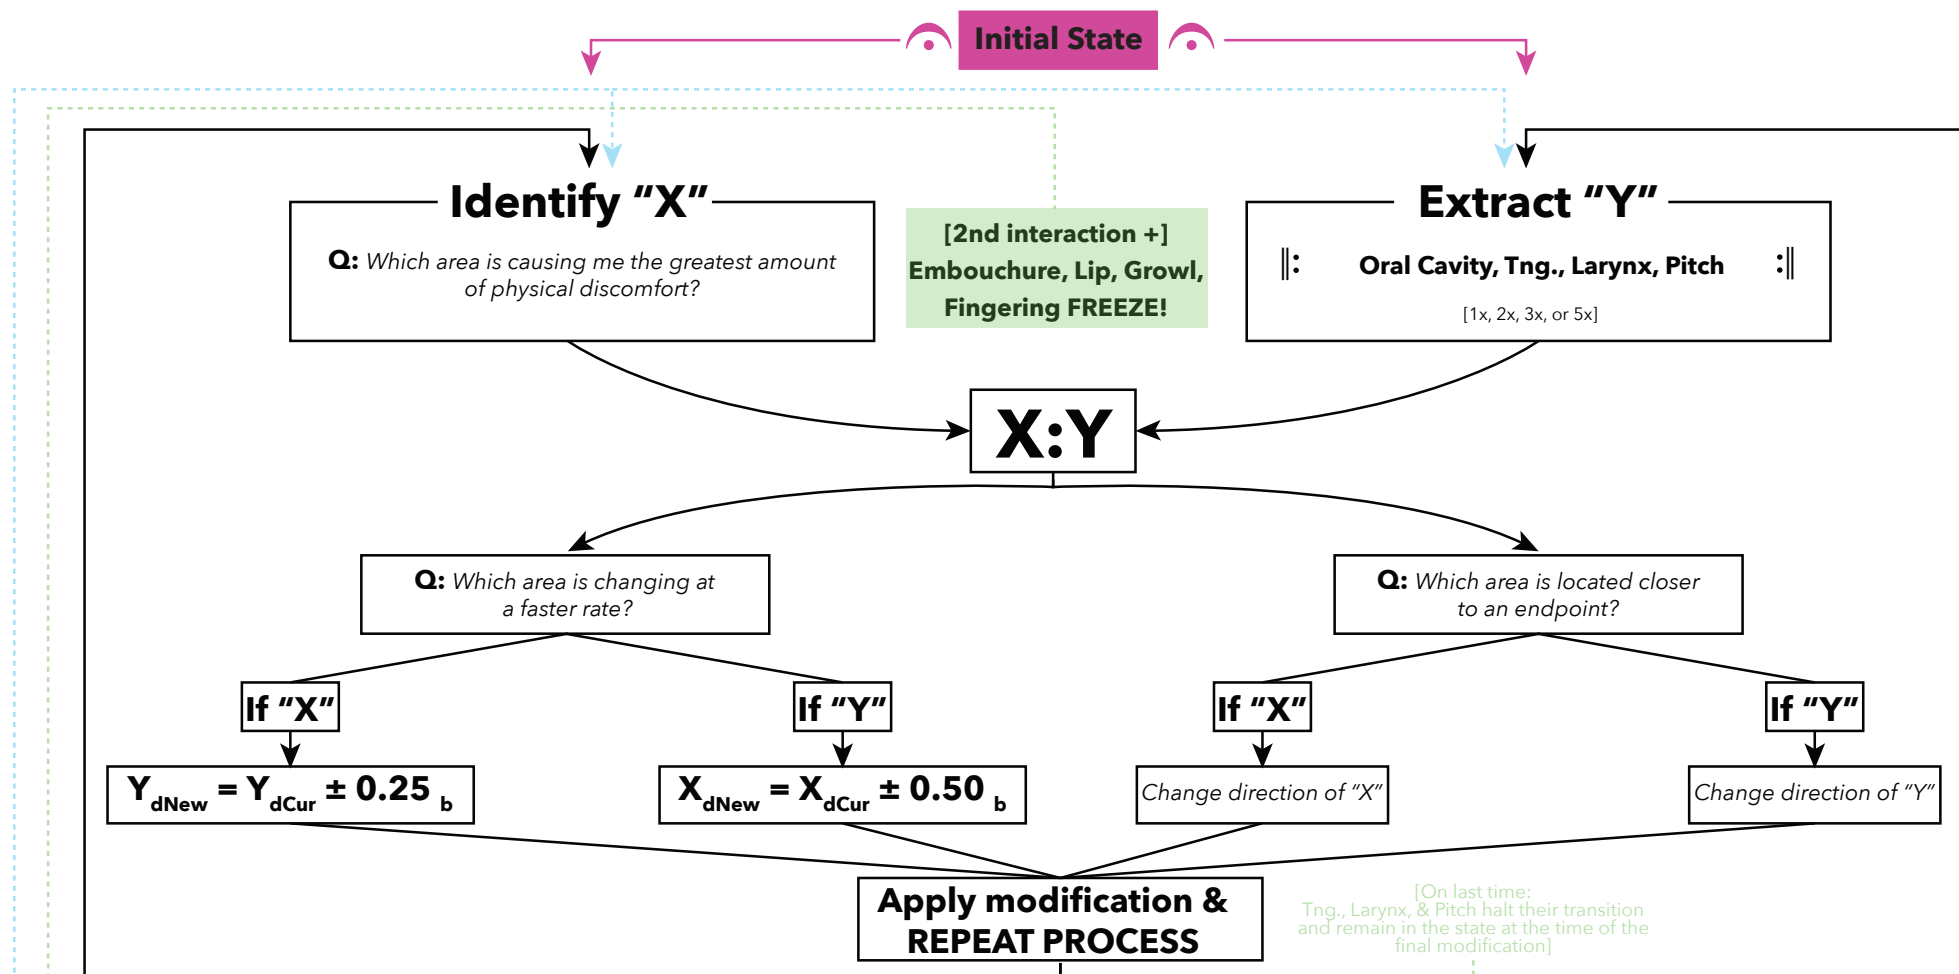 Initial State
Identify “X”
Q: Which area is causing me the greatest amount
of physical discomfort?
[2nd interaction +]
Embouchure, Lip, Growl,
Fingering FREEZE!
Extract “Y”
Oral Cavity, Tng., Larynx, Pitch
[1x, 2x, 3x, or 5x]
X:Y
Q: Which area is changing at
a faster rate?
Q: Which area is located closer
to an endpoint?
If “X”
If “Y”
If “X”
If “Y”
Y dNew = Y dCur ± 0.25 b
X dNew = X dCur ± 0.50 b
Change direction of “X”
Change direction of “Y”
Apply modification &
REPEAT PROCESS
[On last time:
Tng., Larynx, & Pitch halt their transition
and remain in the state at the time of the
final modification]